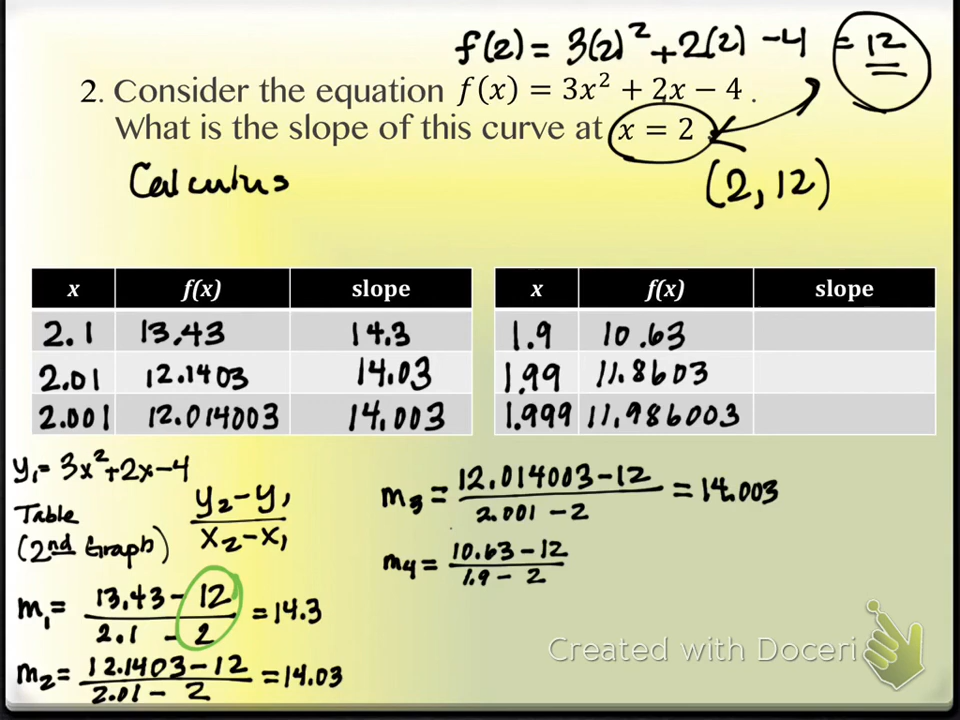 f(2) = 3(2)² + 2(2) - 4 = 12
2. Consider the equation f(x) = 3x² + 2x − 4 .
What is the slope of this curve at x = 2
Calculus
(2, 12)
x f(x) slope
2.1 13.43 14.3
2.01 12.1403 14.03
2.001 12.014003 14.003
x f(x) slope
1.9 10.63
1.99 11.8603
1.999 11.986003
y₁= 3x²+2x-4
Table
(2nd Graph)
y₂-y₁
x₂-x₁
m₁= 13.43 - 12 / 2.1 - 2 = 14.3
m₂= 12.1403 - 12 / 2.01 - 2 = 14.03
m₃ = 12.014003 - 12 / 2.001 - 2 = 14.003
m₄ = 10.63 - 12 / 1.9 - 2
Created with Doceri